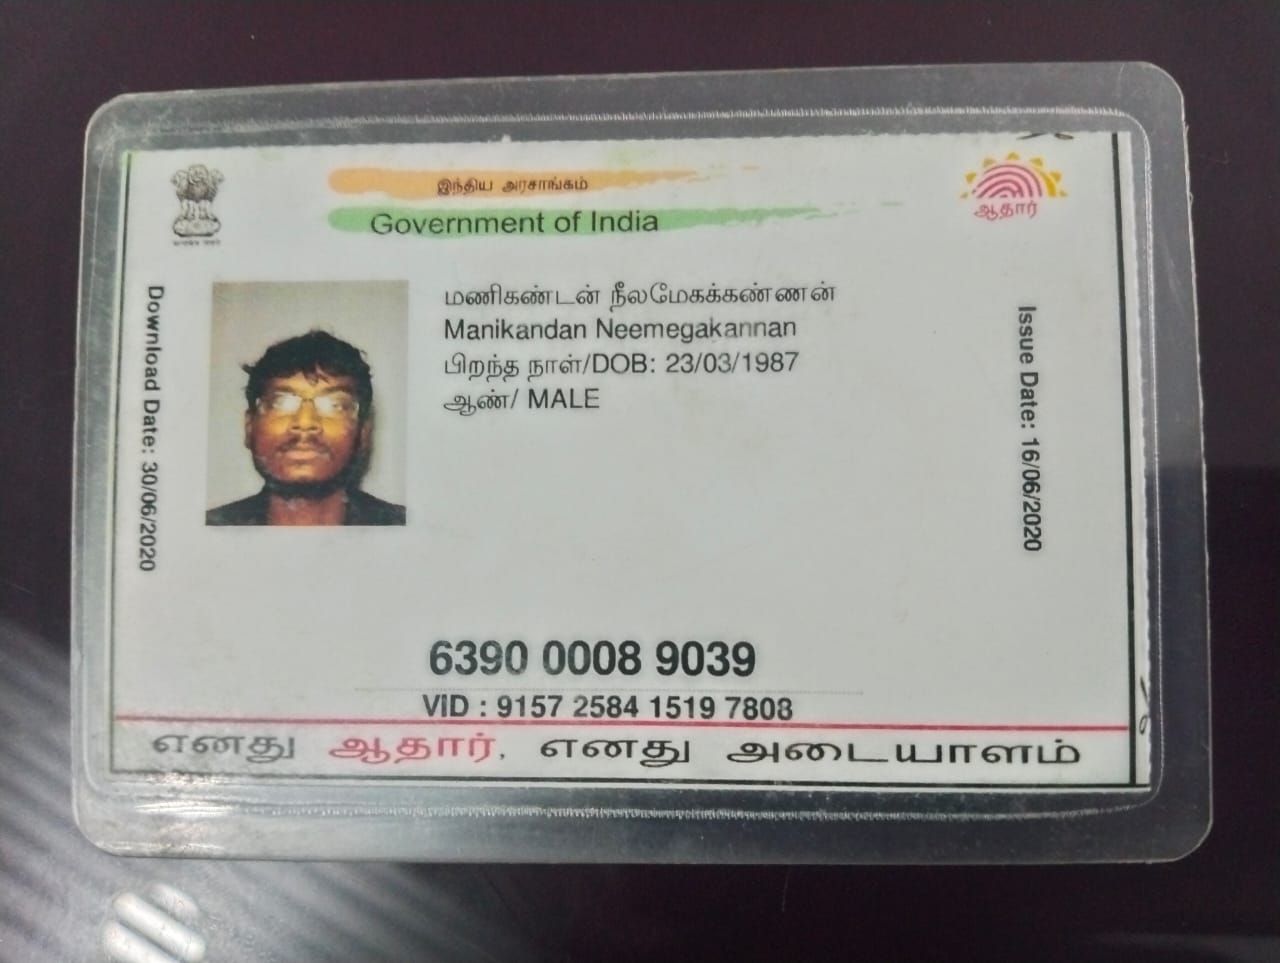 இந்திய அரசாங்கம்
Government of India
ஆதார்
Download Date: 30/06/2020
மணிகண்டன் நீலமேகக்கண்ணன்
Manikandan Neemegakannan
பிறந்த நாள்/DOB: 23/03/1987
ஆண்/ MALE
Issue Date: 16/06/2020
6390 0008 9039
VID : 9157 2584 1519 7808
எனது ஆதார், எனது அடையாளம்